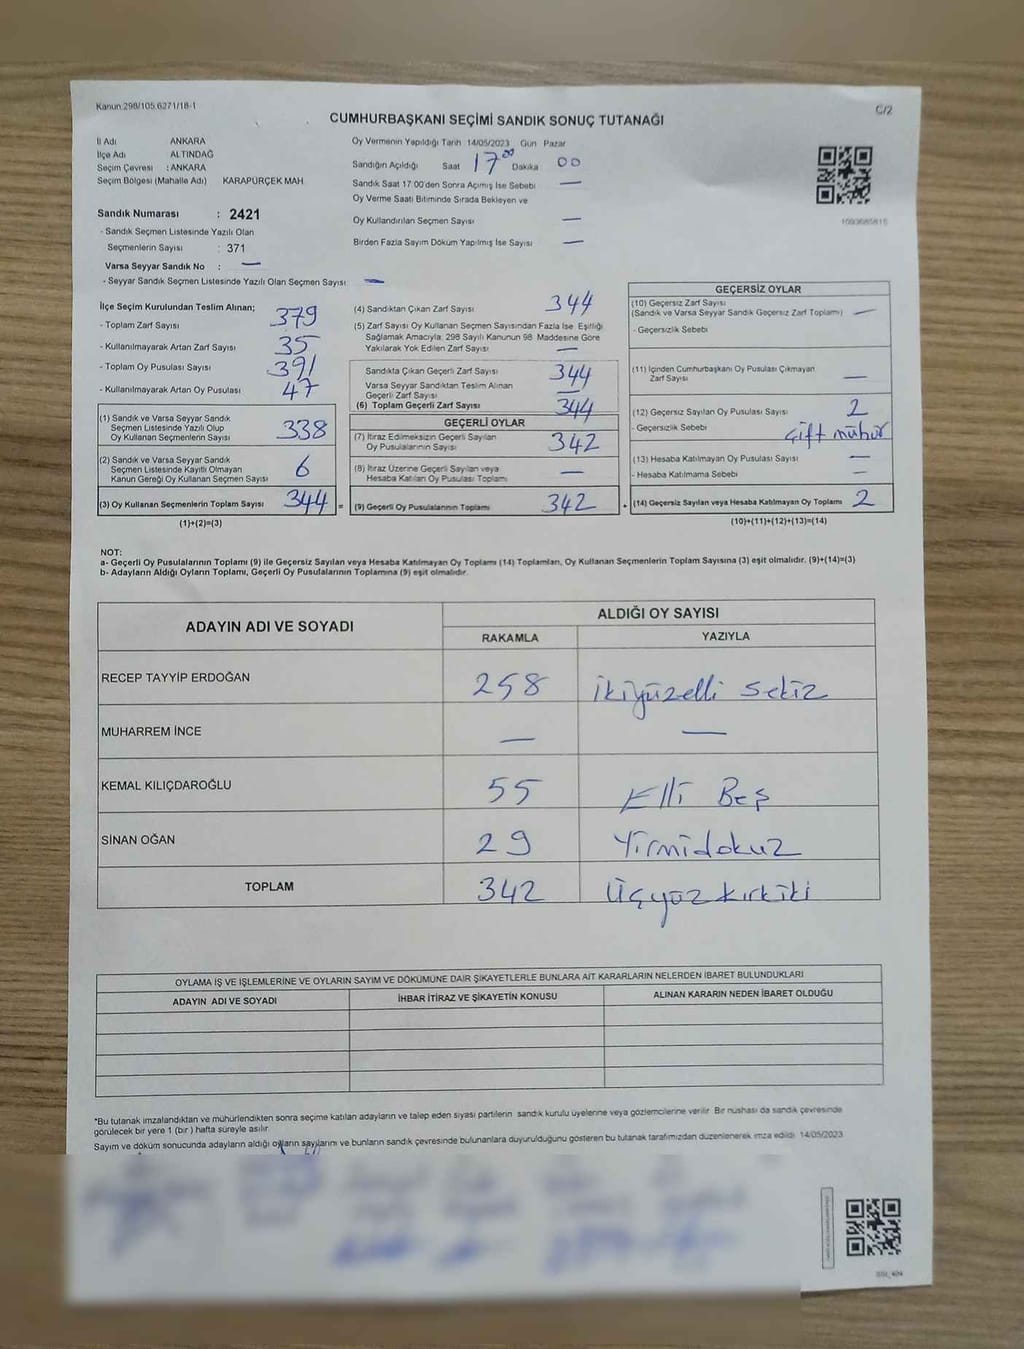 Kanun 298/105,6271/18-1
C/2
CUMHURBAŞKANI SEÇİMİ SANDIK SONUÇ TUTANAĞI
İl Adı ANKARA
İlçe Adı ALTINDAĞ
Seçim Çevresi : ANKARA
Seçim Bölgesi (Mahalle Adı) KARAPÜRÇEK MAH
Sandık Numarası : 2421
- Sandık Seçmen Listesinde Yazılı Olan
Seçmenlerin Sayısı : 371
Varsa Seyyar Sandık No : —
- Seyyar Sandık Seçmen Listesinde Yazılı Olan Seçmen Sayısı —
Oy Vermenin Yapıldığı Tarih 14/05/2023 Gün Pazar
Sandığın Açıldığı Saat 17 00 Dakika 00
Sandık Saat 17:00'den Sonra Açımış İse Sebebi —
Oy Verme Saati Bitiminde Sırada Bekleyen ve
Oy Kullandırılan Seçmen Sayısı —
Birden Fazla Sayım Döküm Yapılmış İse Sayısı —
İlçe Seçim Kurulundan Teslim Alınan;
- Toplam Zarf Sayısı 379
- Kullanılmayarak Artan Zarf Sayısı 35
- Toplam Oy Pusulası Sayısı 391
- Kullanılmayarak Artan Oy Pusulası 47
(1) Sandık ve Varsa Seyyar Sandık
Seçmen Listesinde Yazılı Olup
Oy Kullanan Seçmenlerin Sayısı 338
(2) Sandık ve Varsa Seyyar Sandık
Seçmen Listesinde Kayıtlı Olmayan
Kanun Gereği Oy Kullanan Seçmen Sayısı 6
(3) Oy Kullanan Seçmenlerin Toplam Sayısı 344 =
(1)+(2)=(3)
(4) Sandıktan Çıkan Zarf Sayısı 344
(5) Zarf Sayısı Oy Kullanan Seçmen Sayısından Fazla İse, Eşitliği
Sağlamak Amacıyla; 298 Sayılı Kanunun 98. Maddesine Göre
Yakılarak Yok Edilen Zarf Sayısı —
Sandıkta Çıkan Geçerli Zarf Sayısı 344
Varsa Seyyar Sandıktan Teslim Alınan
Geçerli Zarf Sayısı —
(6) Toplam Geçerli Zarf Sayısı 344
GEÇERLİ OYLAR
(7) İtiraz Edilmeksizin Geçerli Sayılan
Oy Pusulalarının Sayısı 342
(8) İtiraz Üzerine Geçerli Sayılan veya
Hesaba Katılan Oy Pusulası Toplamı —
(9) Geçerli Oy Pusulalarının Toplamı 342 +
GEÇERSİZ OYLAR
(10) Geçersiz Zarf Sayısı
(Sandık ve Varsa Seyyar Sandık Geçersiz Zarf Toplamı) —
- Geçersizlik Sebebi
(11) İçinden Cumhurbaşkanı Oy Pusulası Çıkmayan
Zarf Sayısı —
(12) Geçersiz Sayılan Oy Pusulası Sayısı 2
- Geçersizlik Sebebi Çift mühür
(13) Hesaba Katılmayan Oy Pusulası Sayısı —
- Hesaba Katılmama Sebebi —
(14) Geçersiz Sayılan veya Hesaba Katılmayan Oy Toplamı 2
(10)+(11)+(12)+(13)=(14)
NOT:
a- Geçerli Oy Pusulalarının Toplamı (9) ile Geçersiz Sayılan veya Hesaba Katılmayan Oy Toplamı (14) Toplamları, Oy Kullanan Seçmenlerin Toplam Sayısına (3) eşit olmalıdır. (9)+(14)=(3)
b- Adayların Aldığı Oyların Toplamı, Geçerli Oy Pusulalarının Toplamına (9) eşit olmalıdır.
ADAYIN ADI VE SOYADI ALDIĞI OY SAYISI
RAKAMLA YAZIYLA
RECEP TAYYİP ERDOĞAN 258 ikiyüzelli sekiz
MUHARREM İNCE — —
KEMAL KILIÇDAROĞLU 55 Elli Beş
SİNAN OĞAN 29 Yirmidokuz
TOPLAM 342 Üçyüzkırkiki
OYLAMA İŞ VE İŞLEMLERİNE VE OYLARIN SAYIM VE DÖKÜMÜNE DAİR ŞİKAYETLERLE BUNLARA AİT KARARLARIN NELERDEN İBARET BULUNDUKLARI
ADAYIN ADI VE SOYADI İHBAR İTİRAZ VE ŞİKAYETİN KONUSU ALINAN KARARIN NEDEN İBARET OLDUĞU
*Bu tutanak imzalandıktan ve mühürlendikten sonra seçime katılan adayların ve talep eden siyasi partilerin sandık kurulu üyelerine veya gözlemcilerine verilir. Bir nüshası da sandık çevresinde
görülecek bir yere 1 (bir) hafta süreyle asılır.
Sayım ve döküm sonucunda adayların aldığı oyların sayılarını ve bunların sandık çevresinde bulunanlara duyurulduğunu gösteren bu tutanak tarafımızdan düzenlenerek imza edildi. 14/05/2023